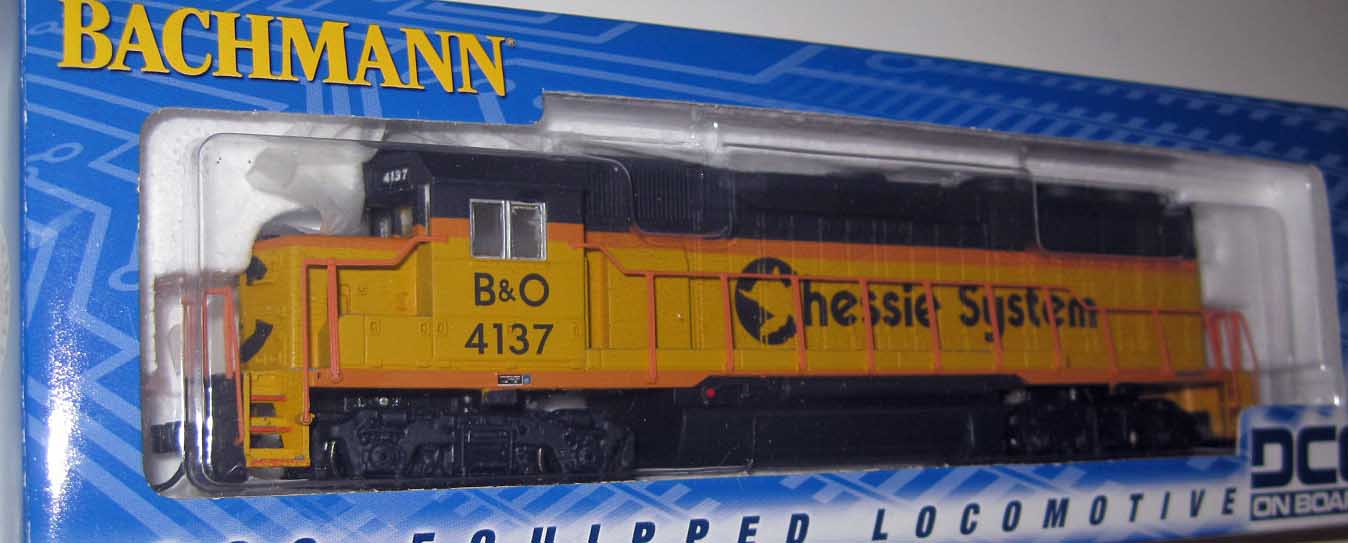 BACHMANN
4137
B&O
4137
Chessie System
EQUIPPED LOCOMOTIVE
DCC
ON BOARD